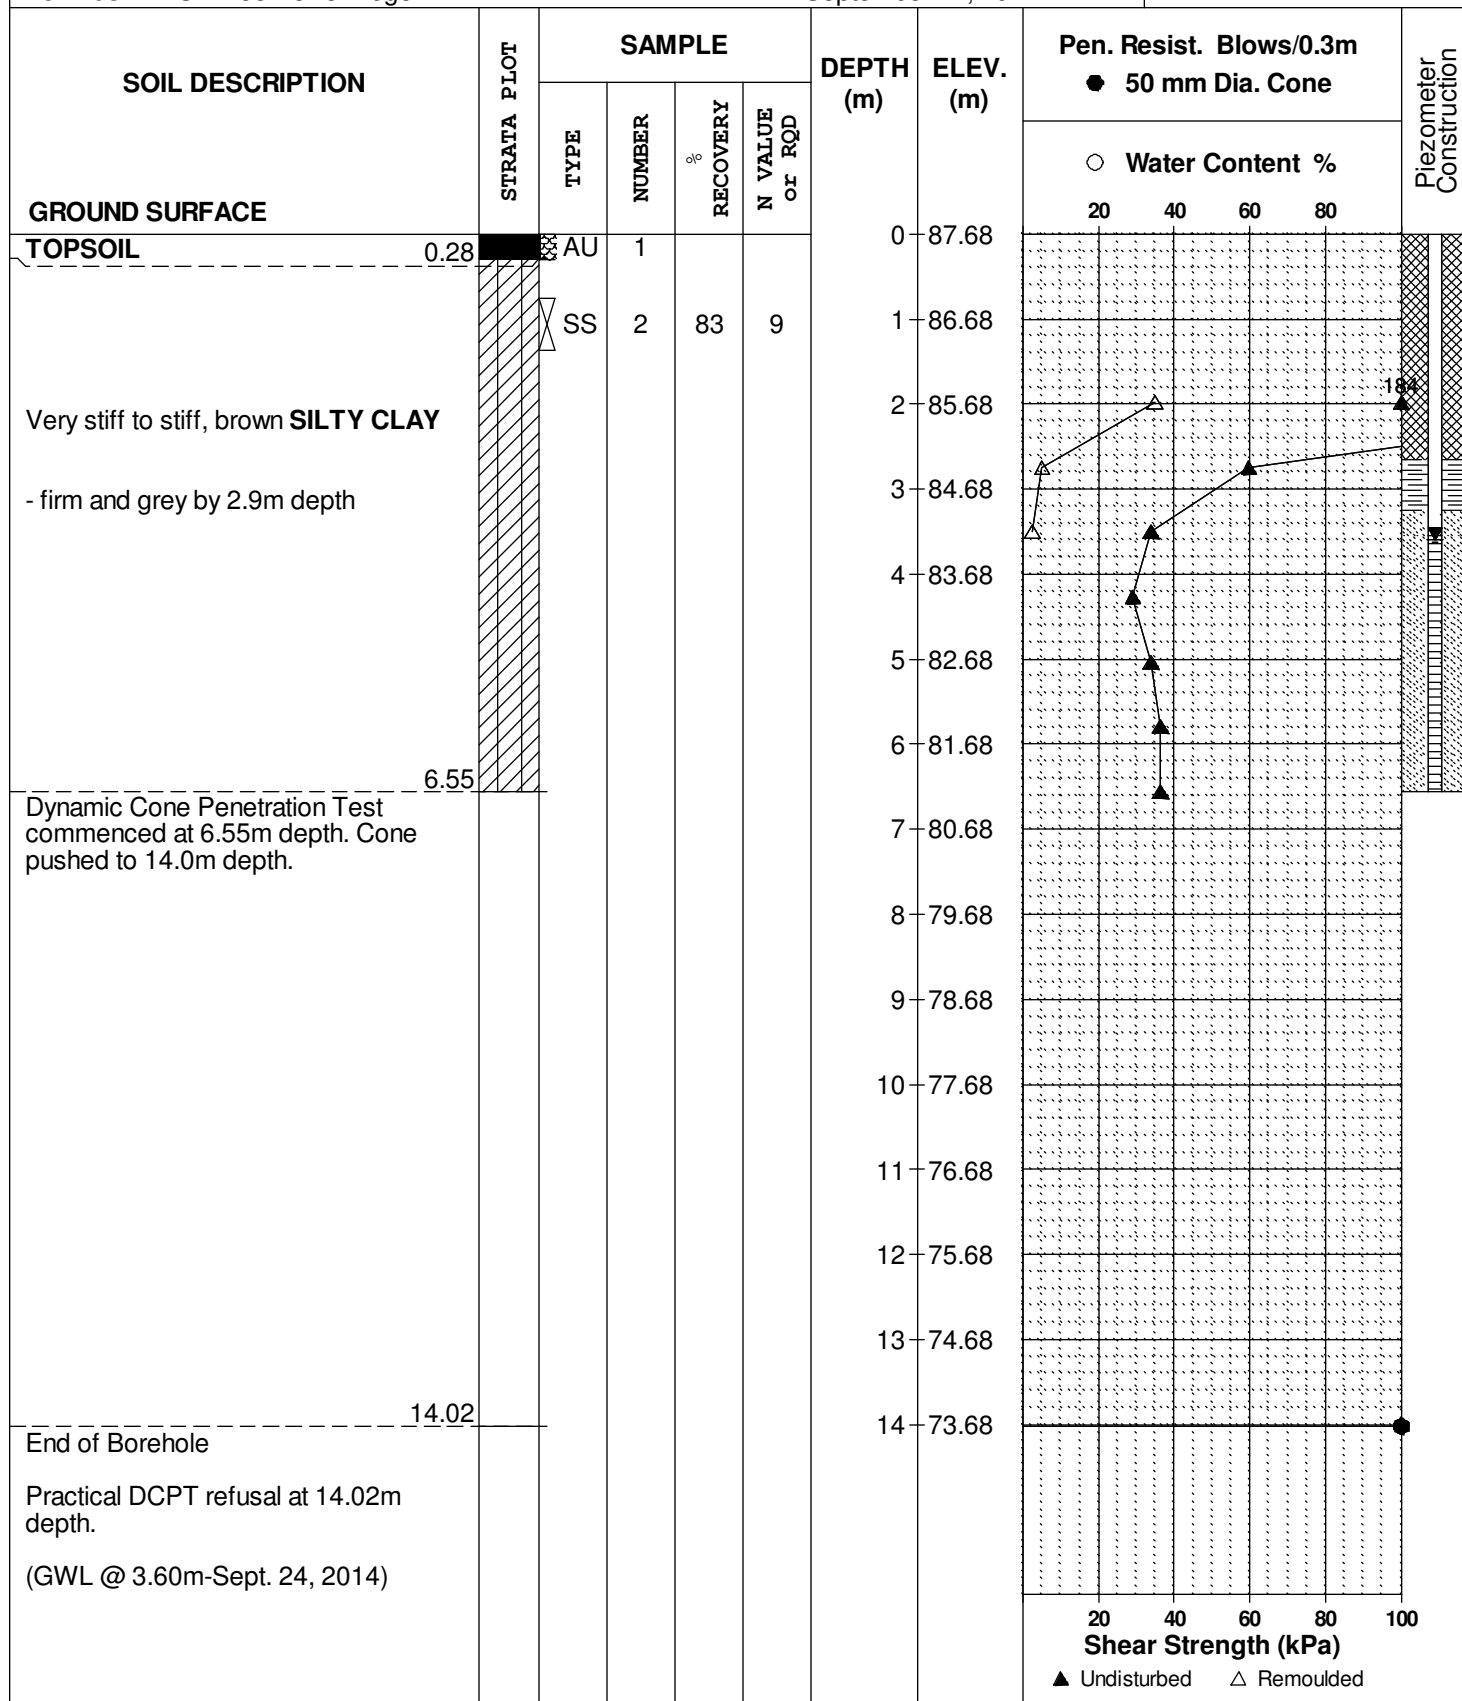 SOIL DESCRIPTION
GROUND SURFACE
STRATA PLOT
SAMPLE
TYPE
NUMBER
%
RECOVERY
N VALUE
or RQD
DEPTH
(m)
ELEV.
(m)
Pen. Resist. Blows/0.3m
● 50 mm Dia. Cone
○ Water Content %
20 40 60 80
Piezometer
Construction
TOPSOIL 0.28
AU 1
0 87.68
SS 2 83 9
1 86.68
184
2 85.68
Very stiff to stiff, brown SILTY CLAY
3 84.68
- firm and grey by 2.9m depth
4 83.68
5 82.68
6 81.68
6.55
Dynamic Cone Penetration Test
commenced at 6.55m depth. Cone
pushed to 14.0m depth.
7 80.68
8 79.68
9 78.68
10 77.68
11 76.68
12 75.68
13 74.68
14.02
14 73.68
End of Borehole
Practical DCPT refusal at 14.02m
depth.
(GWL @ 3.60m-Sept. 24, 2014)
20 40 60 80 100
Shear Strength (kPa)
▲ Undisturbed △ Remoulded